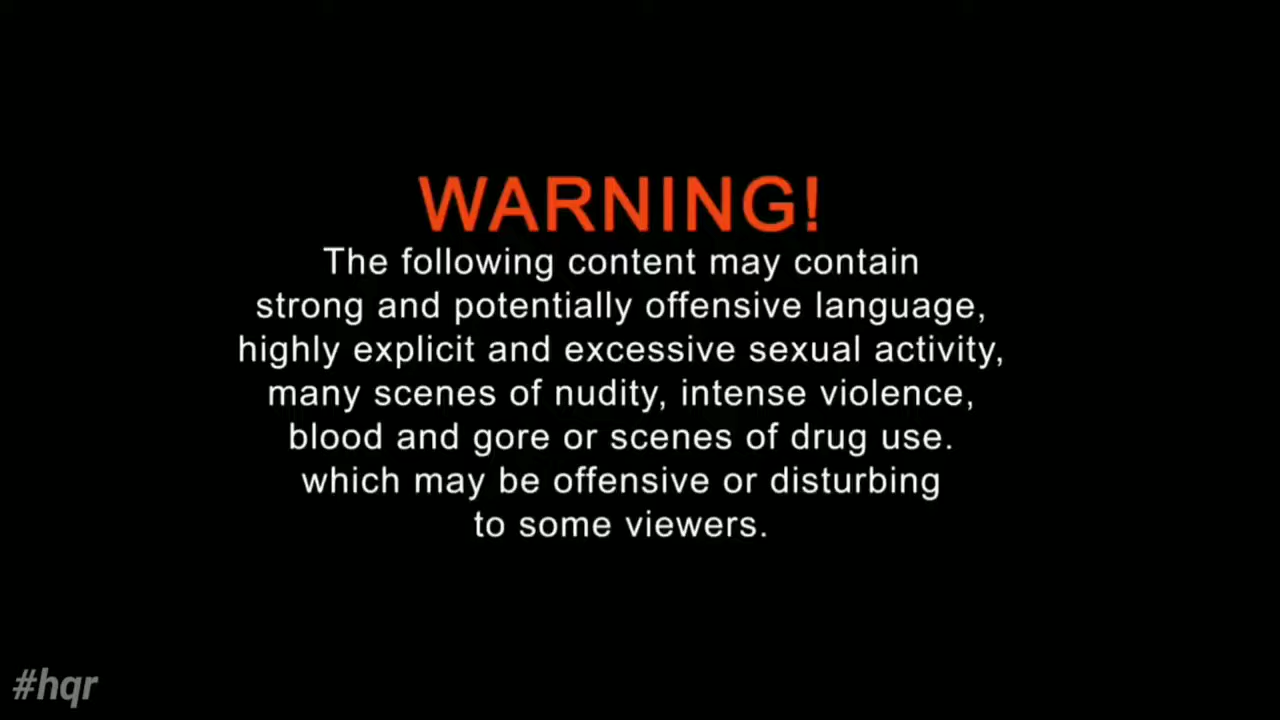 WARNING!
The following content may contain
strong and potentially offensive language,
highly explicit and excessive sexual activity,
many scenes of nudity, intense violence,
blood and gore or scenes of drug use.
which may be offensive or disturbing
to some viewers.
#hqr